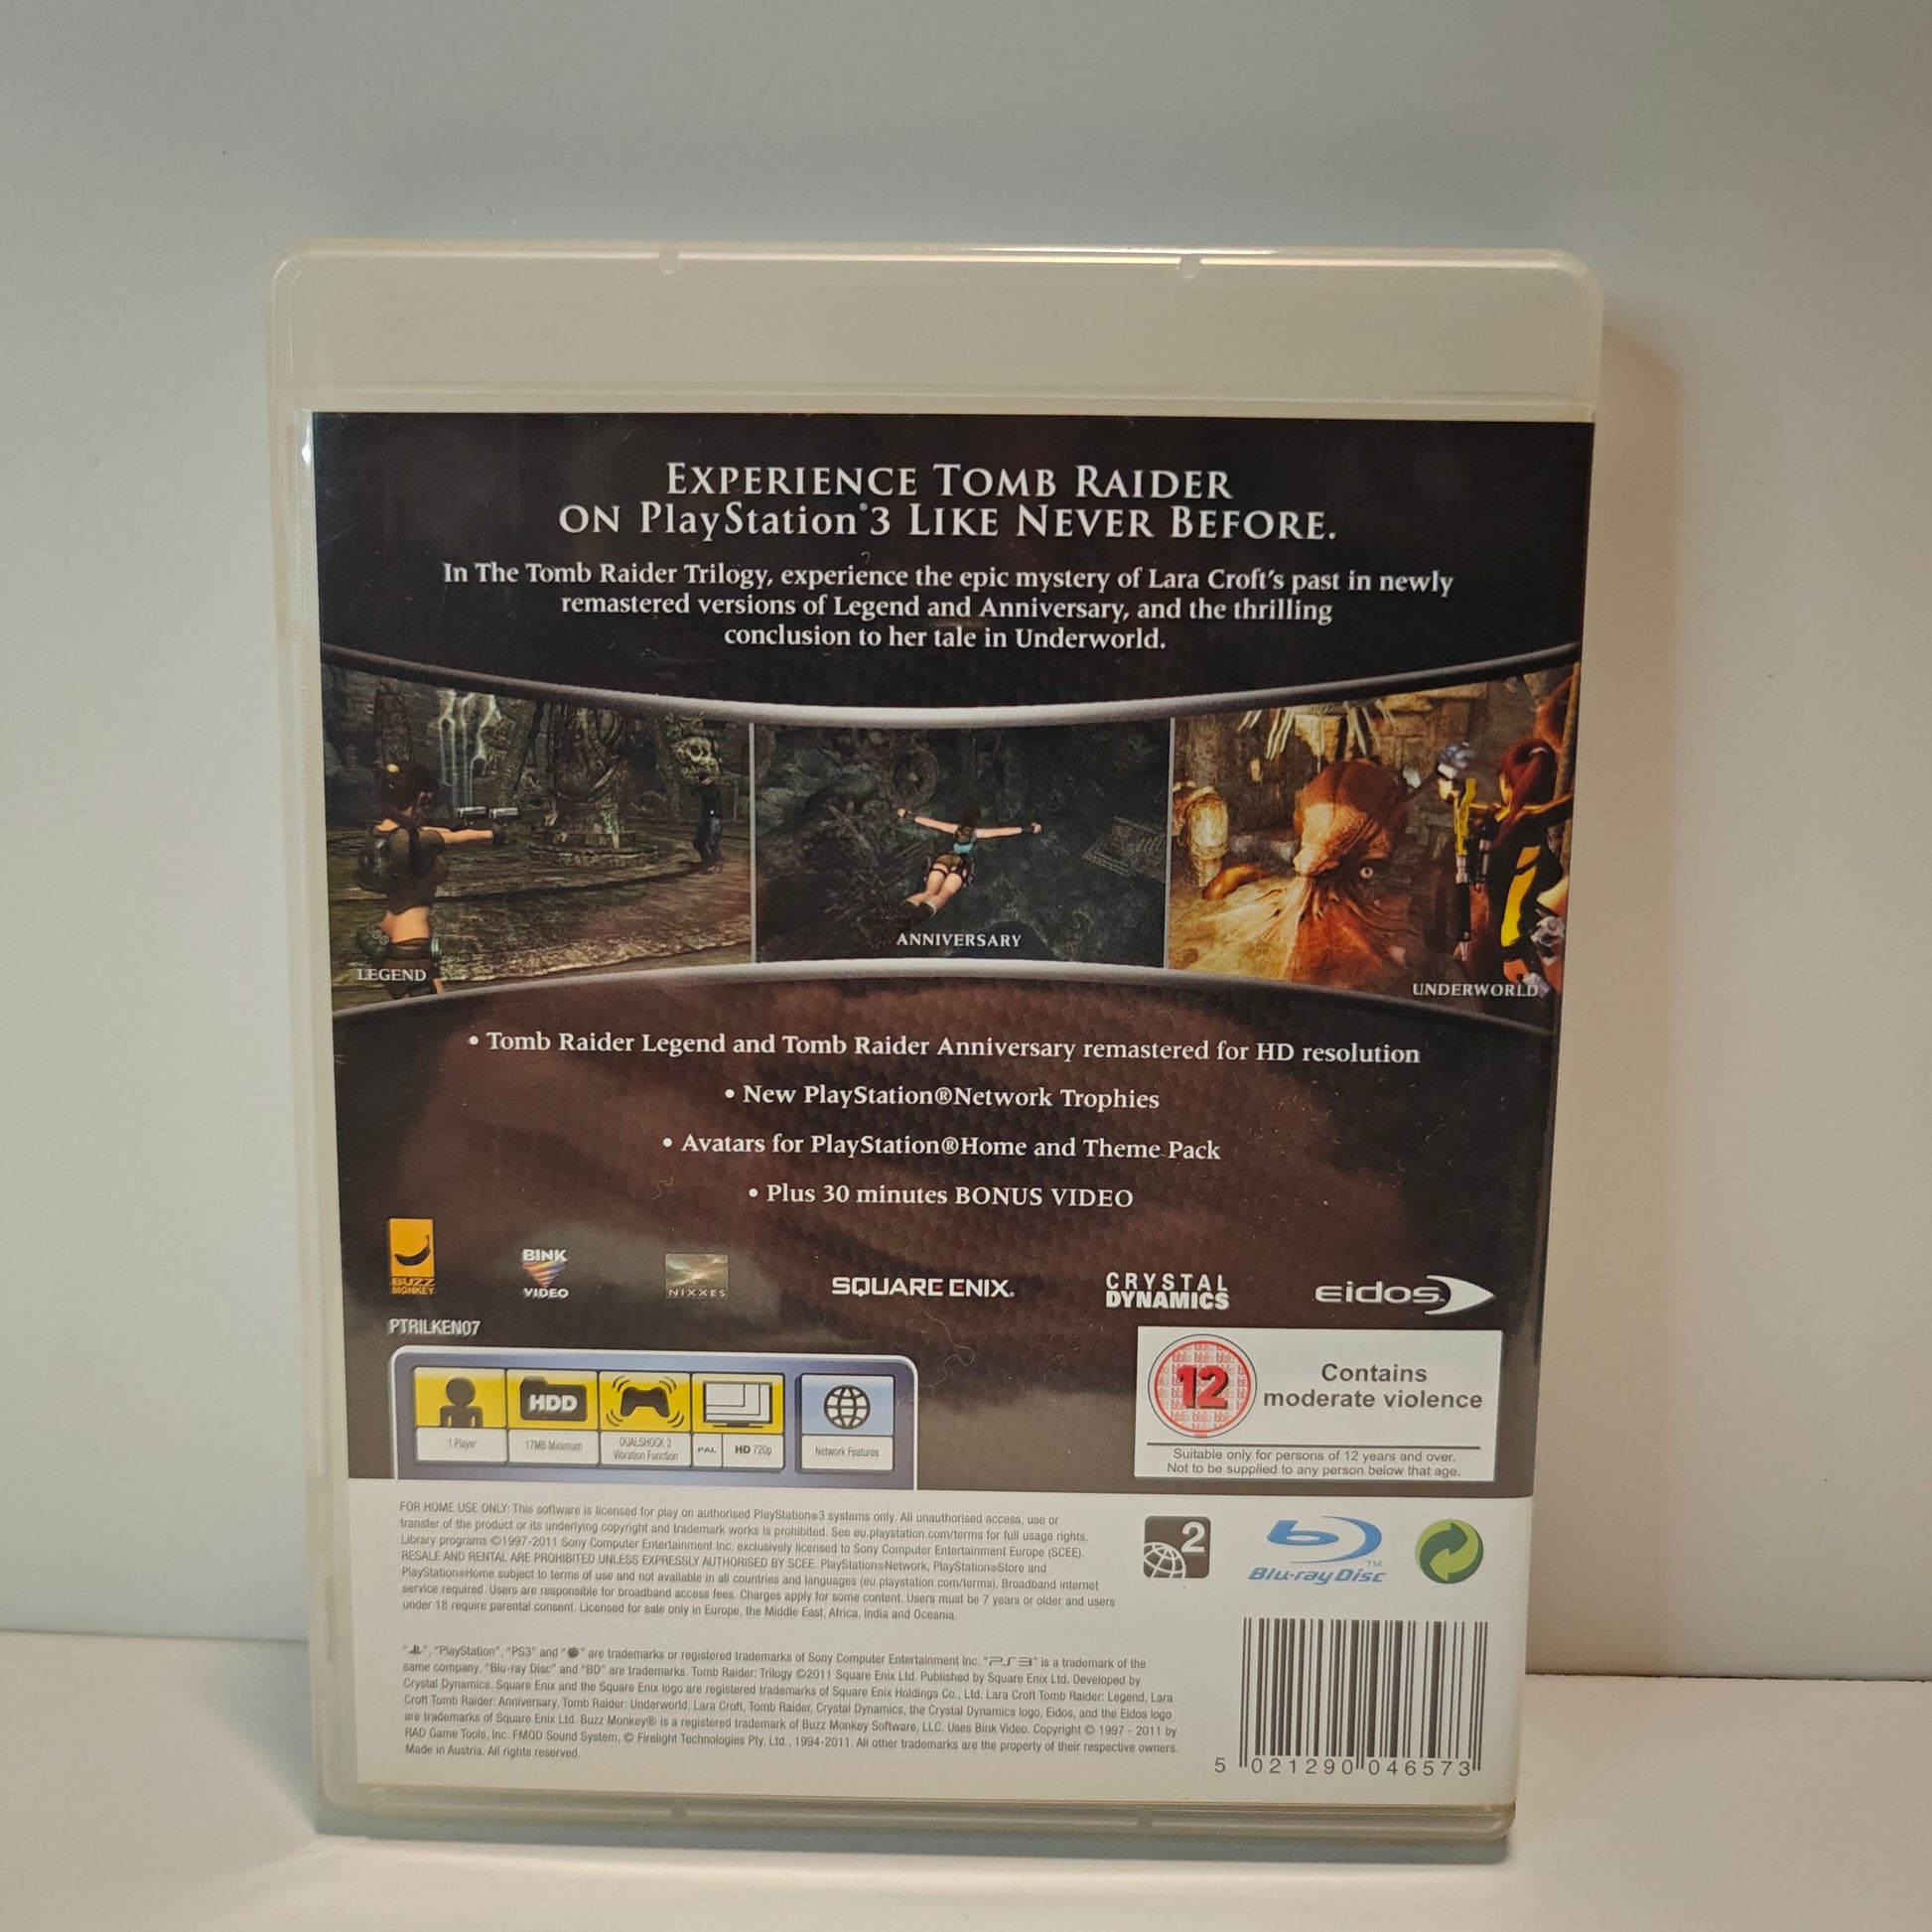 EXPERIENCE TOMB RAIDER
ON PlayStation®3 LIKE NEVER BEFORE.
In The Tomb Raider Trilogy, experience the epic mystery of Lara Croft's past in newly
remastered versions of Legend and Anniversary, and the thrilling
conclusion to her tale in Underworld.
LEGEND
ANNIVERSARY
UNDERWORLD
• Tomb Raider Legend and Tomb Raider Anniversary remastered for HD resolution
• New PlayStation®Network Trophies
• Avatars for PlayStation®Home and Theme Pack
• Plus 30 minutes BONUS VIDEO
BUZZ
MONKEY
BINK
VIDEO
NIXXES
SQUARE ENIX.
CRYSTAL
DYNAMICS
eidos
PTRILKEN07
HDD
1 Player
17MB Minimum
DUALSHOCK 3
Vibration Function
PAL
HD 720p
Network Features
12
Contains
moderate violence
Suitable only for persons of 12 years and over.
Not to be supplied to any person below that age.
FOR HOME USE ONLY: This software is licensed for play on authorised PlayStation®3 systems only. All unauthorised access, use or
transfer of the product or its underlying copyright and trademark works is prohibited. See eu.playstation.com/terms for full usage rights.
Library programs ©1997-2011 Sony Computer Entertainment Inc. exclusively licensed to Sony Computer Entertainment Europe (SCEE).
RESALE AND RENTAL ARE PROHIBITED UNLESS EXPRESSLY AUTHORISED BY SCEE. PlayStation®Network, PlayStation®Store and
PlayStation®Home subject to terms of use and not available in all countries and languages (eu.playstation.com/terms). Broadband internet
service required. Users are responsible for broadband access fees. Charges apply for some content. Users must be 7 years or older and users
under 18 require parental consent. Licensed for sale only in Europe, the Middle East, Africa, India and Oceania.
2
Blu-ray Disc
TM
"", "PlayStation", "PS3" and "" are trademarks or registered trademarks of Sony Computer Entertainment Inc. "PS3" is a trademark of the
same company. "Blu-ray Disc" and "BD" are trademarks. Tomb Raider: Trilogy ©2011 Square Enix Ltd. Published by Square Enix Ltd. Developed by
Crystal Dynamics. Square Enix and the Square Enix logo are registered trademarks of Square Enix Holdings Co., Ltd. Lara Croft Tomb Raider: Legend, Lara
Croft Tomb Raider: Anniversary, Tomb Raider: Underworld, Lara Croft, Tomb Raider, Crystal Dynamics, the Crystal Dynamics logo, Eidos, and the Eidos logo
are trademarks of Square Enix Ltd. Buzz Monkey® is a registered trademark of Buzz Monkey Software, LLC. Uses Bink Video. Copyright © 1997 - 2011 by
RAD Game Tools, Inc. FMOD Sound System, © Firelight Technologies Pty, Ltd., 1994-2011. All other trademarks are the property of their respective owners.
Made in Austria. All rights reserved.
5 021290 046573